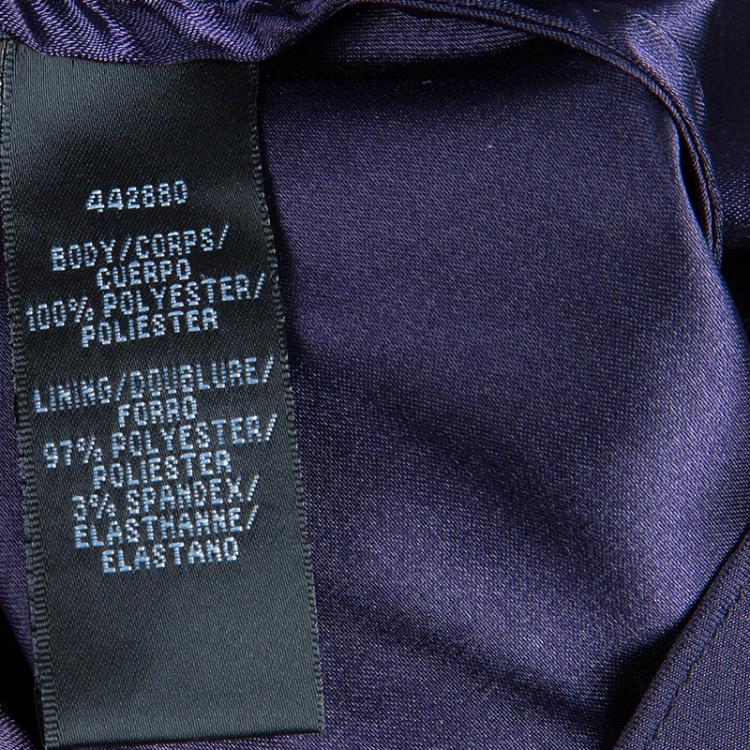 442880
BODY/CORPS/
CUERPO
100% POLYESTER/
POLIESTER
LINING/DOUBLURE/
FORRO
97% POLYESTER/
POLIESTER
3% SPANDEX/
ELASTHANNE/
ELASTANO